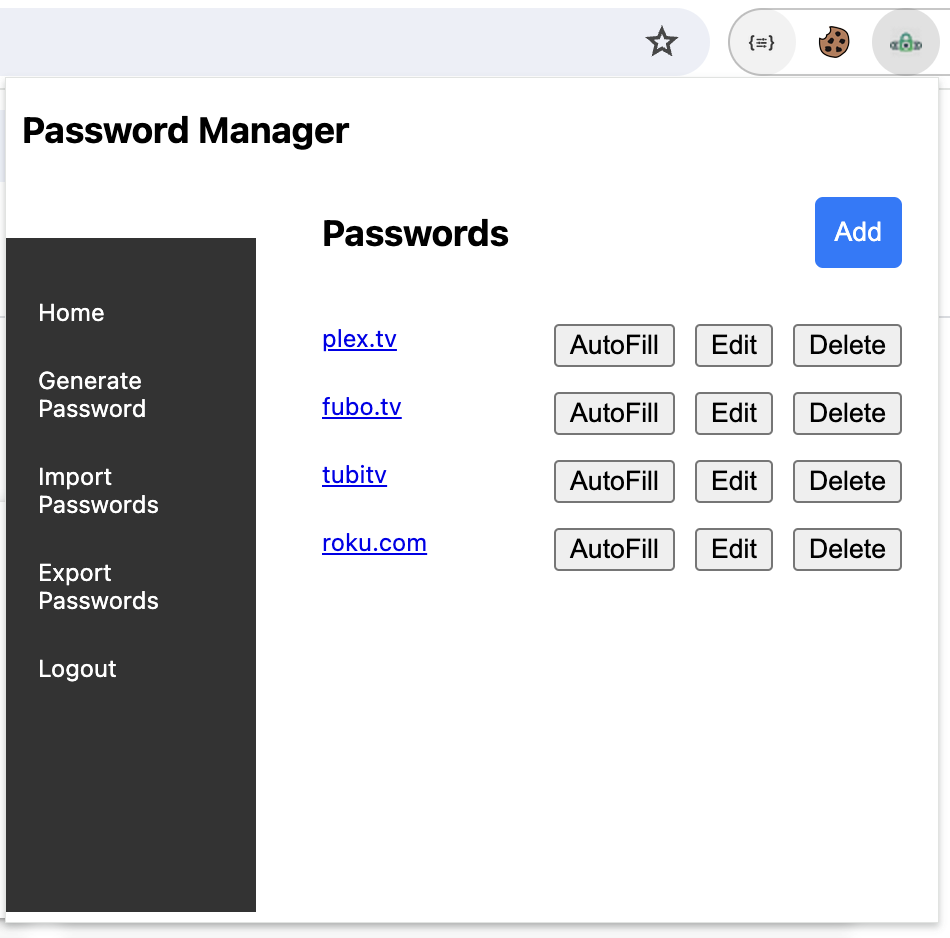 Password Manager
Passwords
Add
Home
Generate
Password
Import
Passwords
Export
Passwords
Logout
plex.tv AutoFill Edit Delete
fubo.tv AutoFill Edit Delete
tubitv AutoFill Edit Delete
roku.com AutoFill Edit Delete